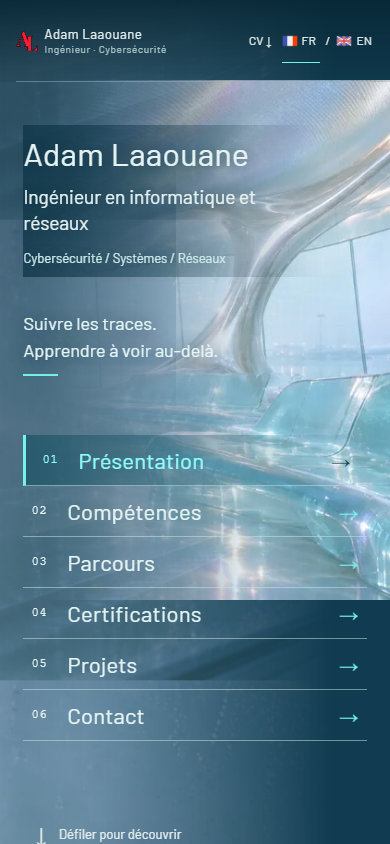 Adam Laaouane
Ingénieur · Cybersécurité
CV ↓ FR / EN
Adam Laaouane
Ingénieur en informatique et
réseaux
Cybersécurité / Systèmes / Réseaux
Suivre les traces.
Apprendre à voir au-delà.
01 Présentation →
02 Compétences →
03 Parcours →
04 Certifications →
05 Projets →
06 Contact →
↓ Défiler pour découvrir